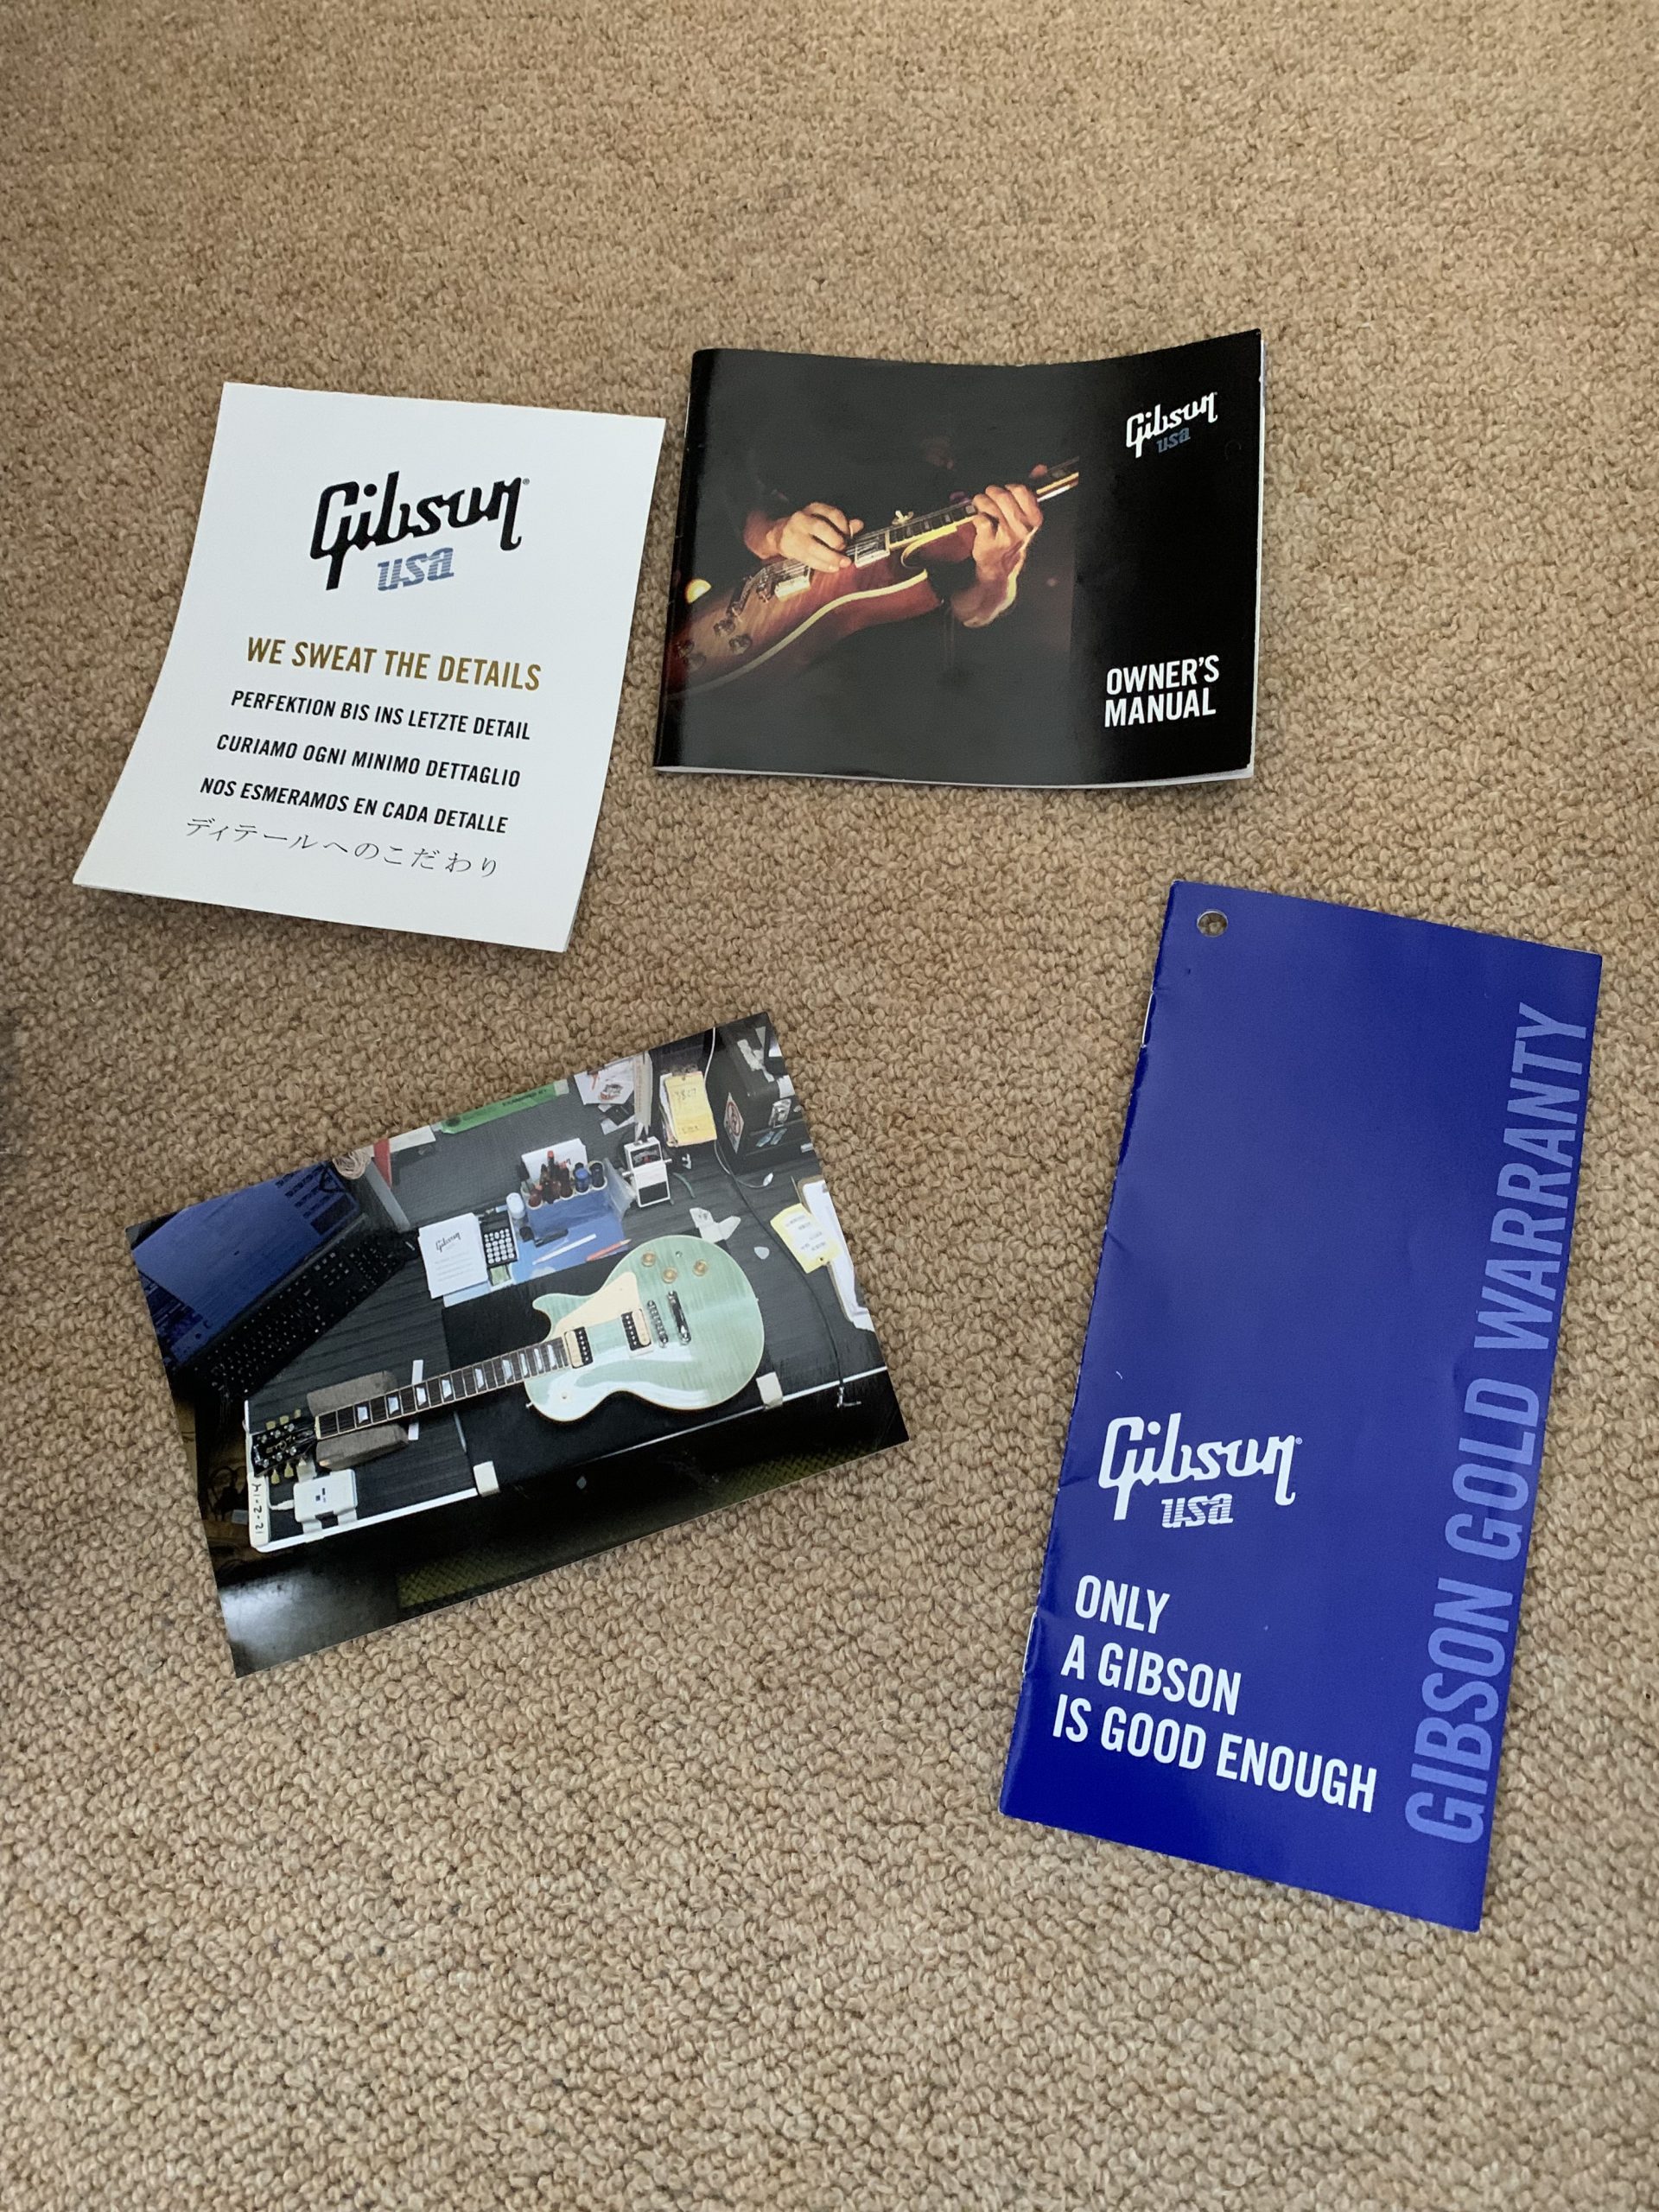 Gibson
usa
WE SWEAT THE DETAILS
PERFEKTION BIS INS LETZTE DETAIL
CURIAMO OGNI MINIMO DETTAGLIO
NOS ESMERAMOS EN CADA DETALLE
ディテールへのこだわり
Gibson
usa
OWNER'S
MANUAL
Gibson
Gibson
usa
ONLY
A GIBSON
IS GOOD ENOUGH
GIBSON GOLD WARRANTY